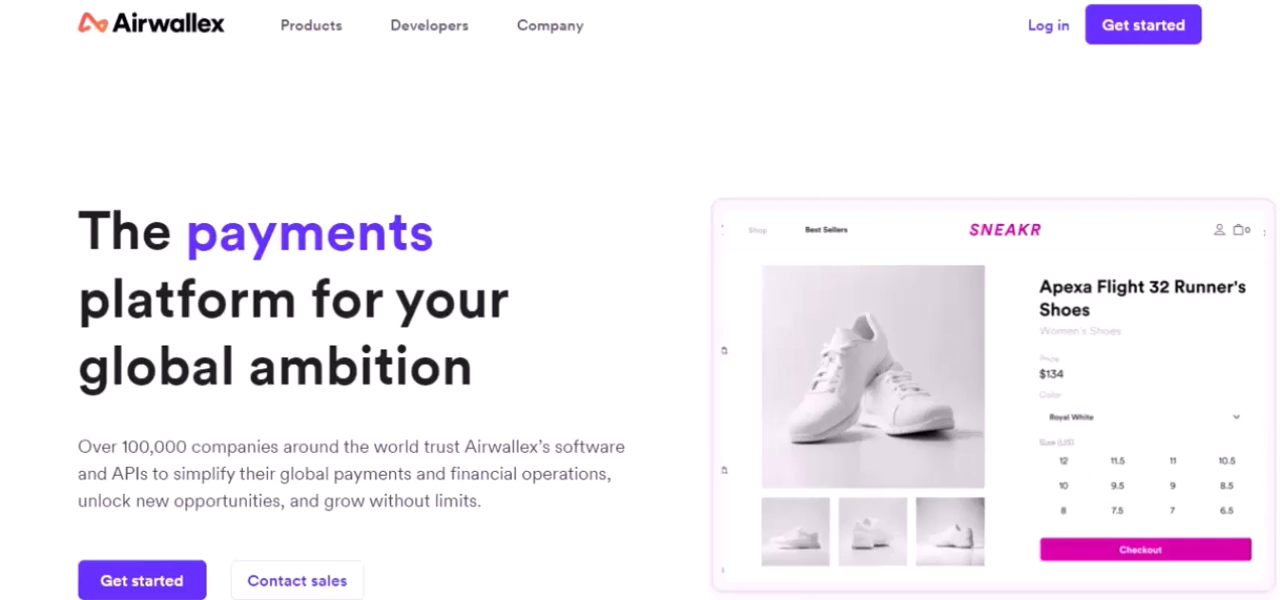 Airwallex
Products
Developers
Company
Log in
Get started
The payments
platform for your
global ambition
Over 100,000 companies around the world trust Airwallex’s software
and APIs to simplify their global payments and financial operations,
unlock new opportunities, and grow without limits.
Get started
Contact sales
Shop
Best Sellers
SNEAKR
0
Apexa Flight 32 Runner's
Shoes
Women's Shoes
Price
$134
Color
Royal White
Size (US)
12 11.5 11 10.5
10 9.5 9 8.5
8 7.5 7 6.5
Checkout